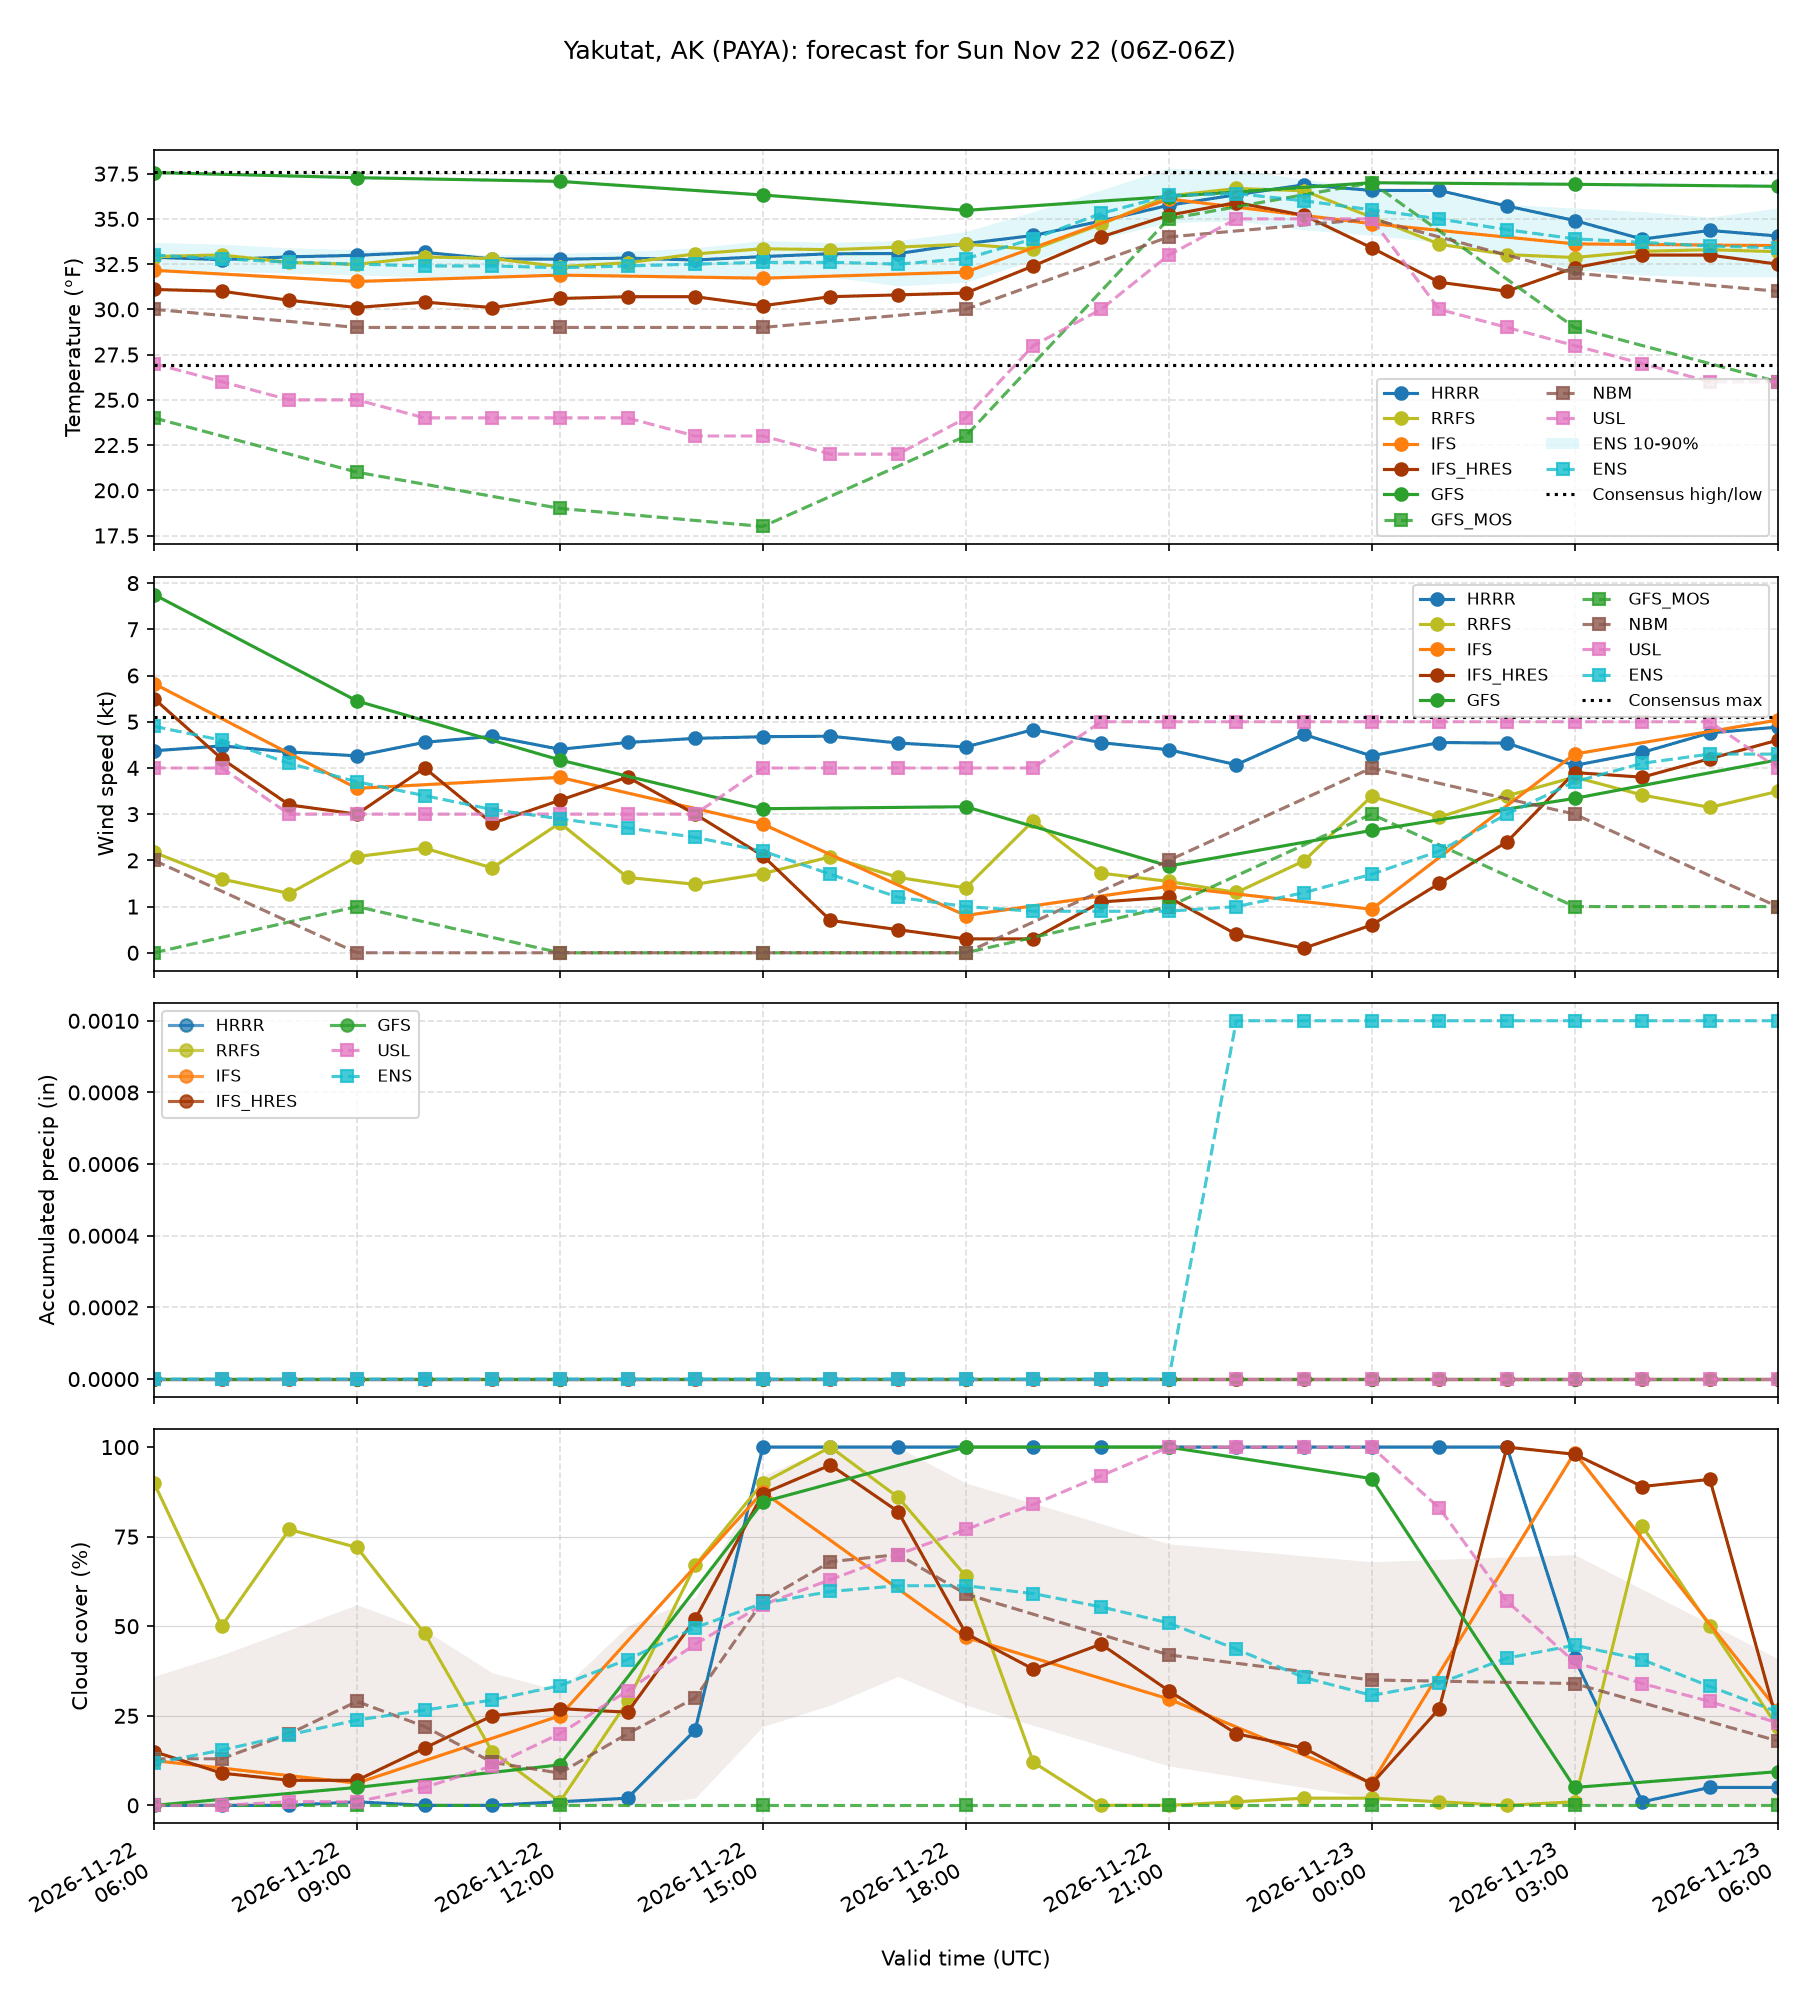 Yakutat, AK (PAYA): forecast for Sun Nov 22 (06Z-06Z)
Temperature (°F)
37.5
35.0
32.5
30.0
27.5
25.0
22.5
20.0
17.5
HRRR
RRFS
IFS
IFS_HRES
GFS
GFS_MOS
NBM
USL
ENS 10-90%
ENS
Consensus high/low
Wind speed (kt)
8
7
6
5
4
3
2
1
0
HRRR
RRFS
IFS
IFS_HRES
GFS
GFS_MOS
NBM
USL
ENS
Consensus max
Accumulated precip (in)
0.0010
0.0008
0.0006
0.0004
0.0002
0.0000
HRRR
RRFS
IFS
IFS_HRES
GFS
USL
ENS
Cloud cover (%)
100
75
50
25
0
2026-11-22
06:00
2026-11-22
09:00
2026-11-22
12:00
2026-11-22
15:00
2026-11-22
18:00
2026-11-22
21:00
2026-11-23
00:00
2026-11-23
03:00
2026-11-23
06:00
Valid time (UTC)